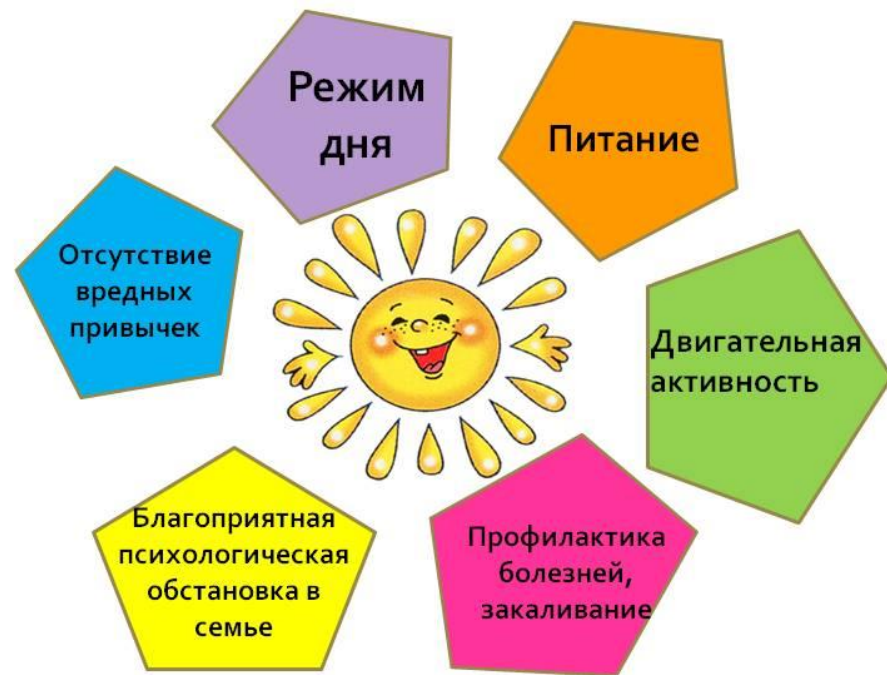 Режим
дня
Питание
Отсутствие
вредных
привычек
Двигательная
активность
Благоприятная
психологическая
обстановка в
семье
Профилактика
болезней,
закаливание